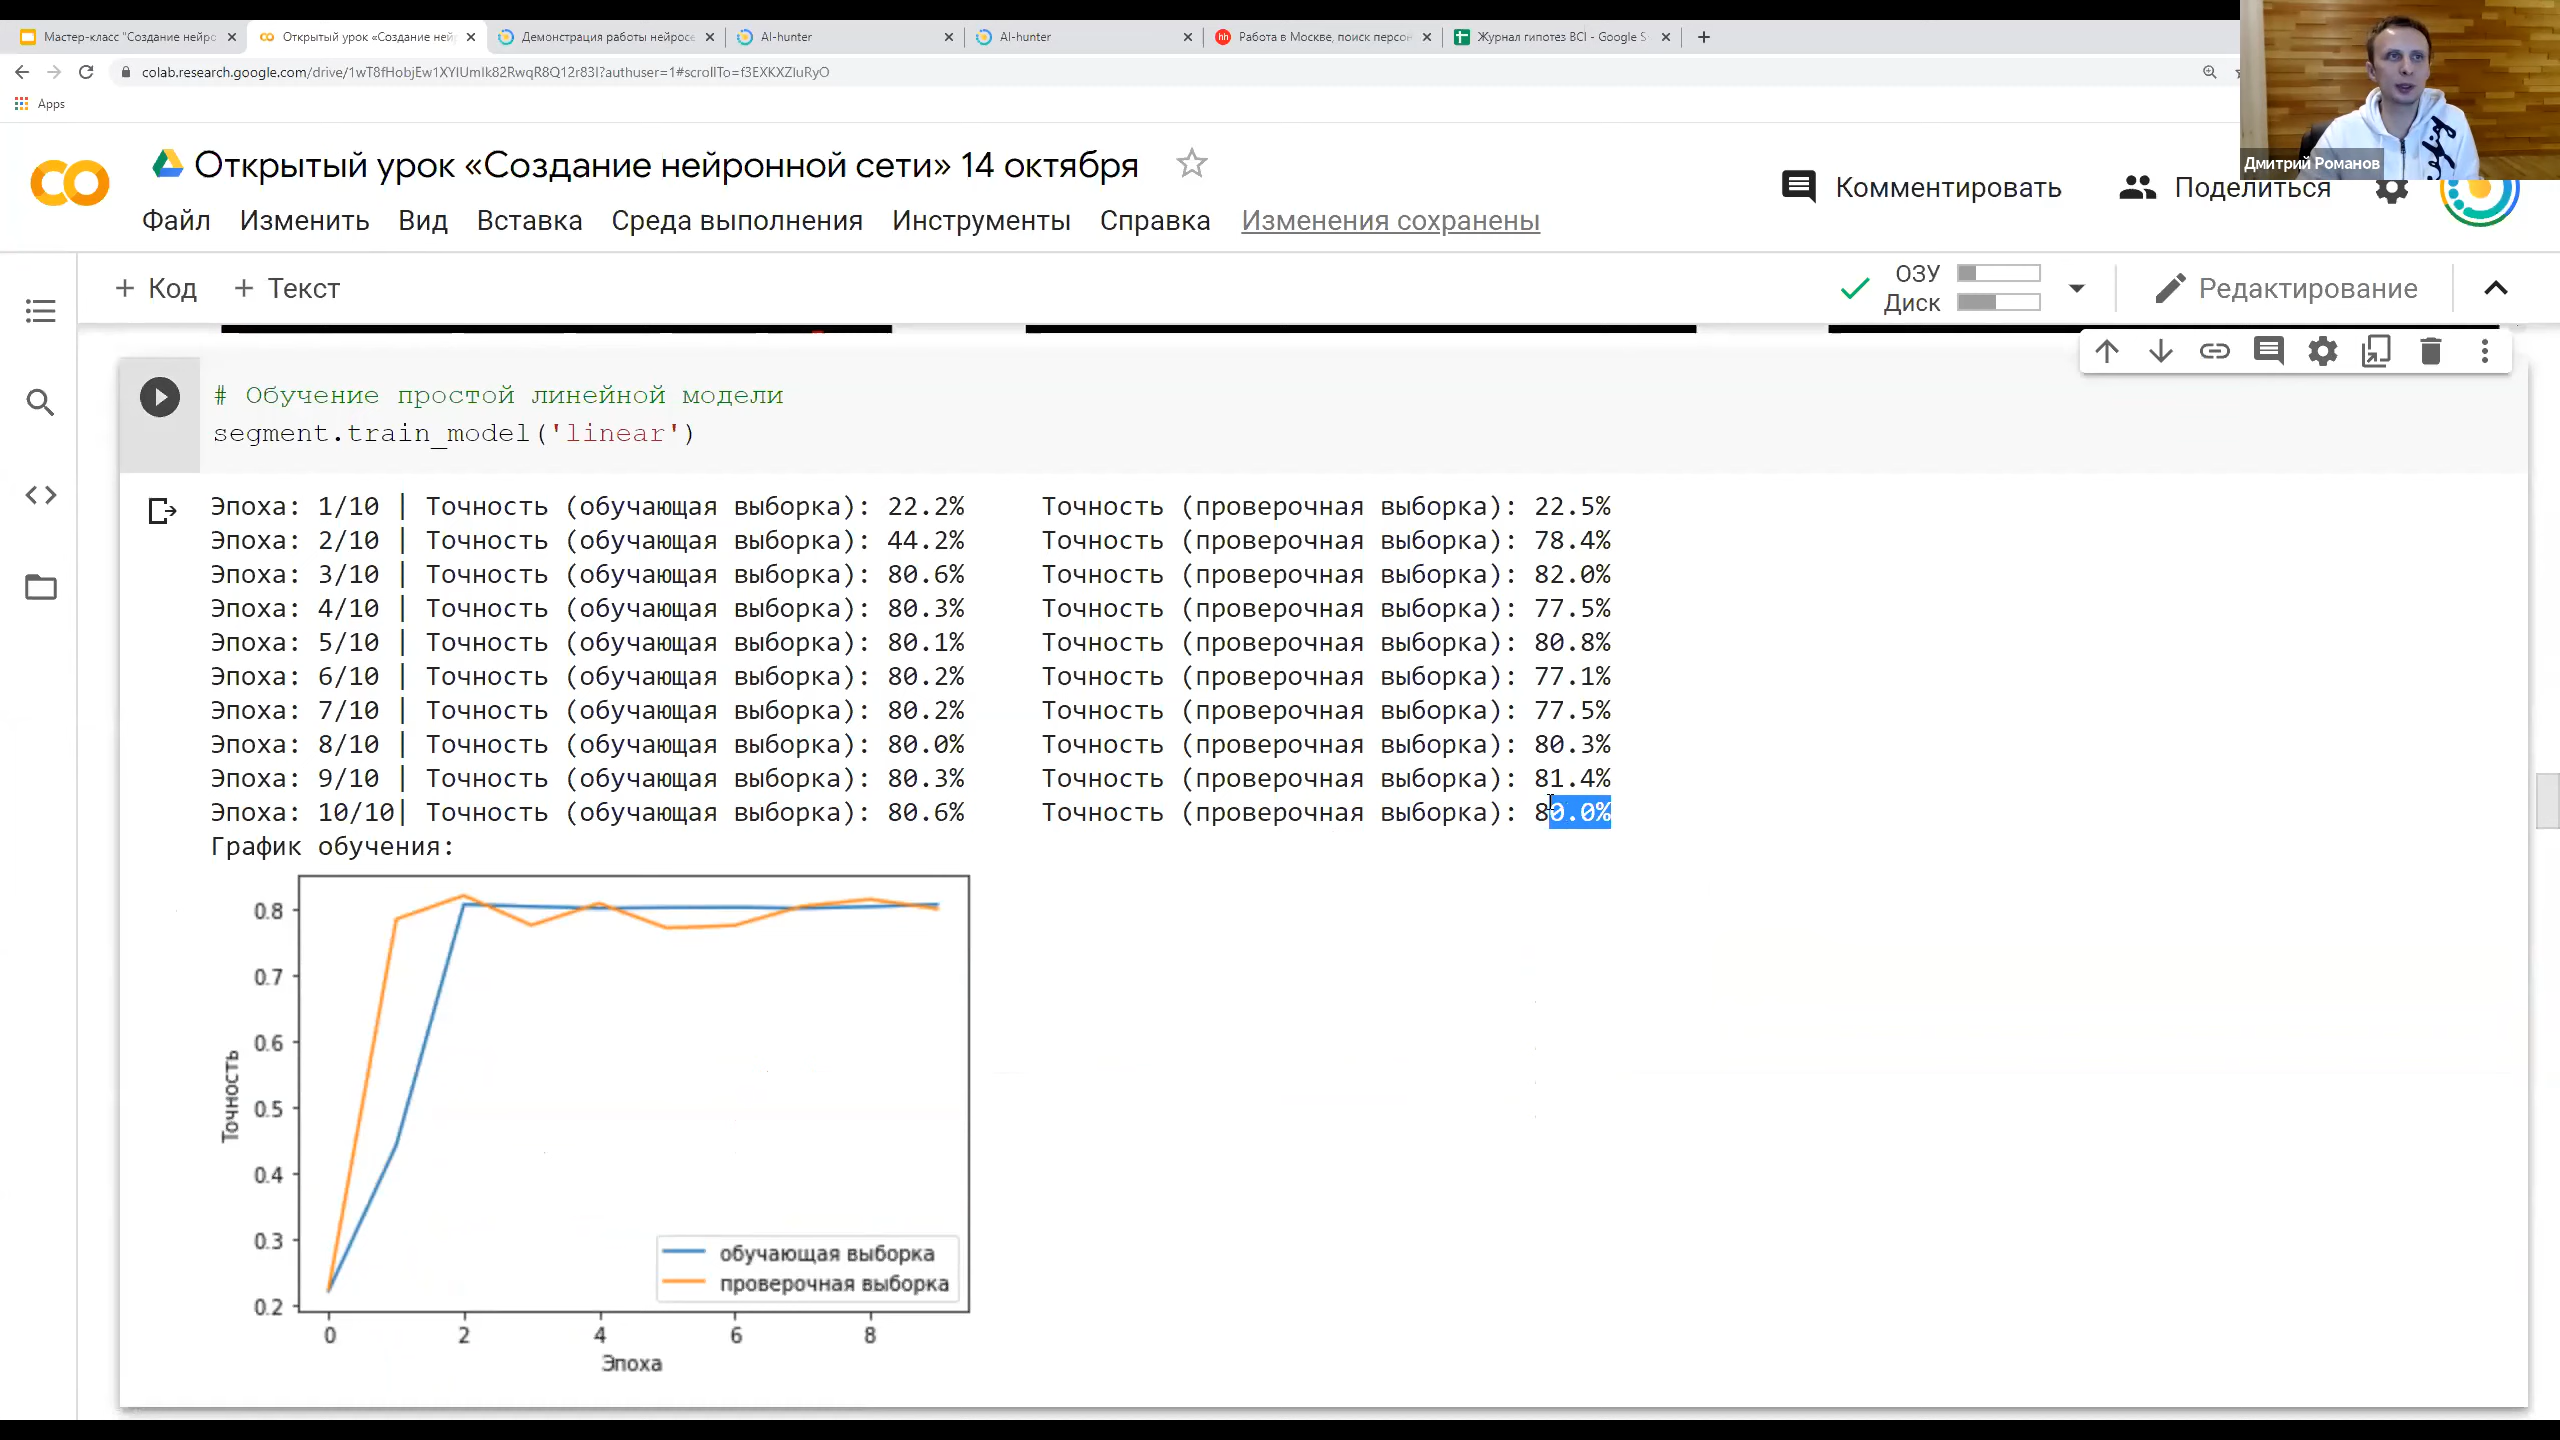 Мастер-класс "Создание нейро
Открытый урок «Создание ней
Демонстрация работы нейросе
AI-hunter
AI-hunter
Работа в Москве, поиск персон
Журнал гипотез BCI - Google S
colab.research.google.com/drive/1wT8fHobjEw1XYIUmIk82RwqR8Q12r83I?authuser=1#scrollTo=f3EXKXZIuRyO
Apps
Дмитрий Романов
Открытый урок «Создание нейронной сети» 14 октября
Комментировать
Поделиться
Файл Изменить Вид Вставка Среда выполнения Инструменты Справка Изменения сохранены
+ Код + Текст
ОЗУ
Диск
Редактирование
# Обучение простой линейной модели
segment.train_model('linear')
Эпоха: 1/10 | Точность (обучающая выборка): 22.2% Точность (проверочная выборка): 22.5%
Эпоха: 2/10 | Точность (обучающая выборка): 44.2% Точность (проверочная выборка): 78.4%
Эпоха: 3/10 | Точность (обучающая выборка): 80.6% Точность (проверочная выборка): 82.0%
Эпоха: 4/10 | Точность (обучающая выборка): 80.3% Точность (проверочная выборка): 77.5%
Эпоха: 5/10 | Точность (обучающая выборка): 80.1% Точность (проверочная выборка): 80.8%
Эпоха: 6/10 | Точность (обучающая выборка): 80.2% Точность (проверочная выборка): 77.1%
Эпоха: 7/10 | Точность (обучающая выборка): 80.2% Точность (проверочная выборка): 77.5%
Эпоха: 8/10 | Точность (обучающая выборка): 80.0% Точность (проверочная выборка): 80.3%
Эпоха: 9/10 | Точность (обучающая выборка): 80.3% Точность (проверочная выборка): 81.4%
Эпоха: 10/10| Точность (обучающая выборка): 80.6% Точность (проверочная выборка): 80.0%
График обучения:
0.8
0.7
0.6
0.5
0.4
0.3
0.2
Точность
обучающая выборка
проверочная выборка
0 2 4 6 8
Эпоха